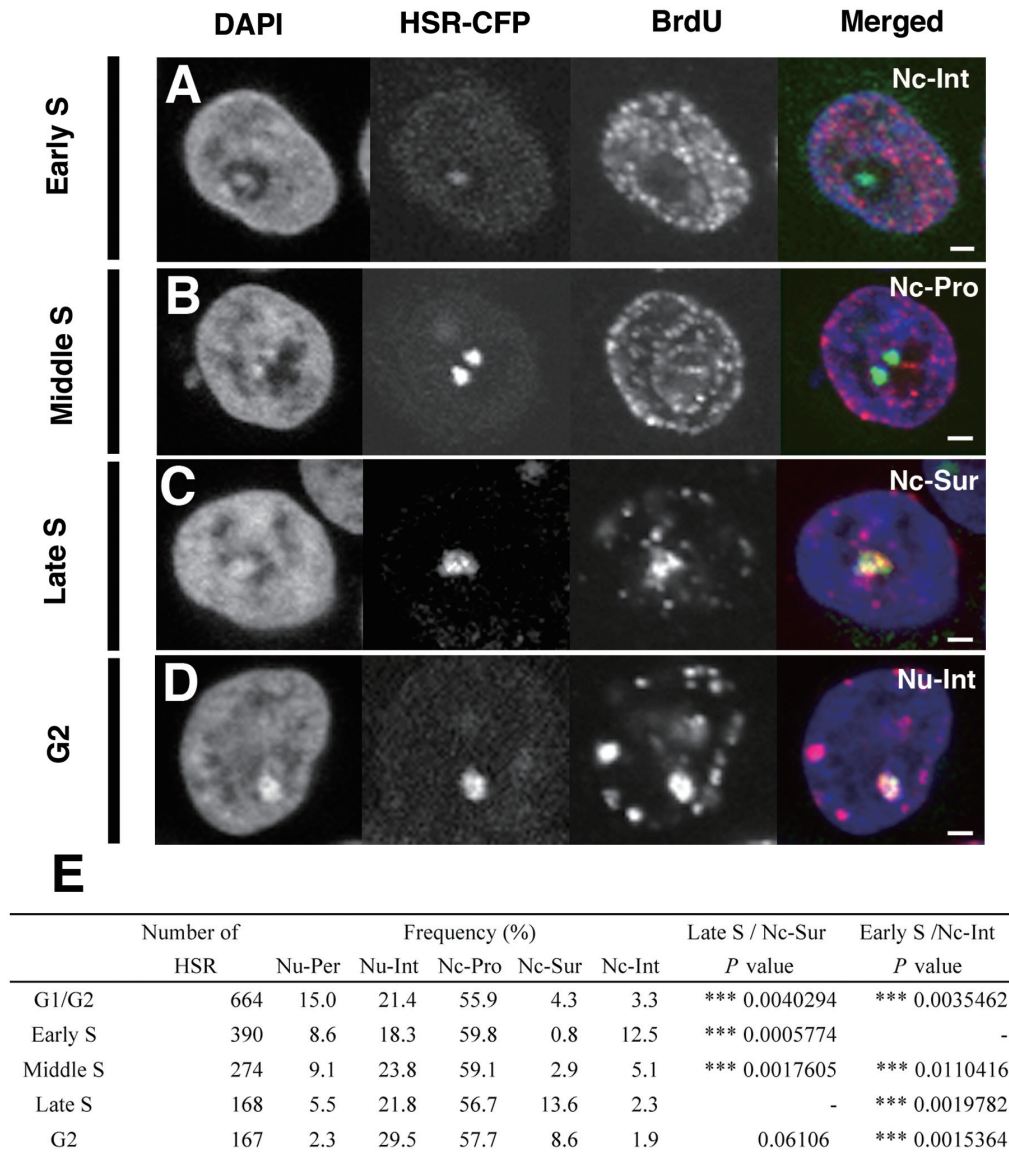 DAPI HSR-CFP BrdU Merged
Early S
A
Nc-Int
Middle S
B
Nc-Pro
Late S
C
Nc-Sur
G2
D
Nu-Int
E
Number of Frequency (%) Late S / Nc-Sur Early S /Nc-Int
HSR Nu-Per Nu-Int Nc-Pro Nc-Sur Nc-Int P value P value
G1/G2 664 15.0 21.4 55.9 4.3 3.3 *** 0.0040294 *** 0.0035462
Early S 390 8.6 18.3 59.8 0.8 12.5 *** 0.0005774 -
Middle S 274 9.1 23.8 59.1 2.9 5.1 *** 0.0017605 *** 0.0110416
Late S 168 5.5 21.8 56.7 13.6 2.3 - *** 0.0019782
G2 167 2.3 29.5 57.7 8.6 1.9 0.06106 *** 0.0015364